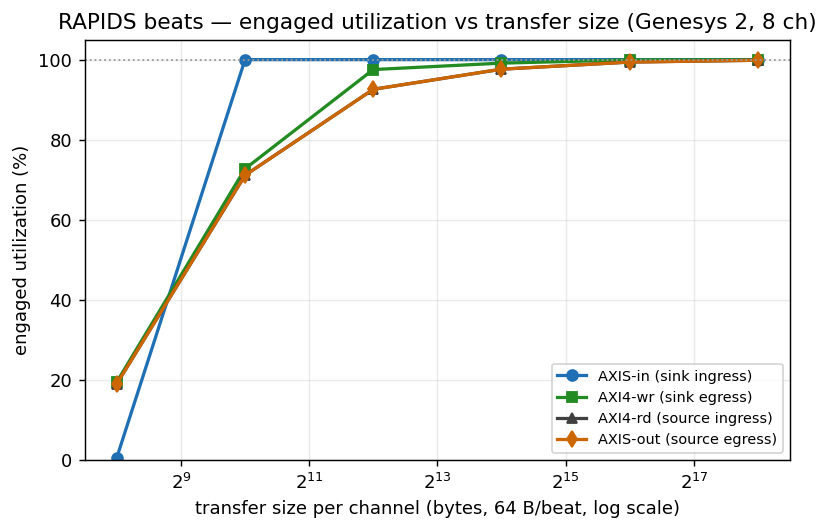 RAPIDS beats — engaged utilization vs transfer size (Genesys 2, 8 ch)
engaged utilization (%)
100
80
60
40
20
0
2^9
2^11
2^13
2^15
2^17
transfer size per channel (bytes, 64 B/beat, log scale)
AXIS-in (sink ingress)
AXI4-wr (sink egress)
AXI4-rd (source ingress)
AXIS-out (source egress)